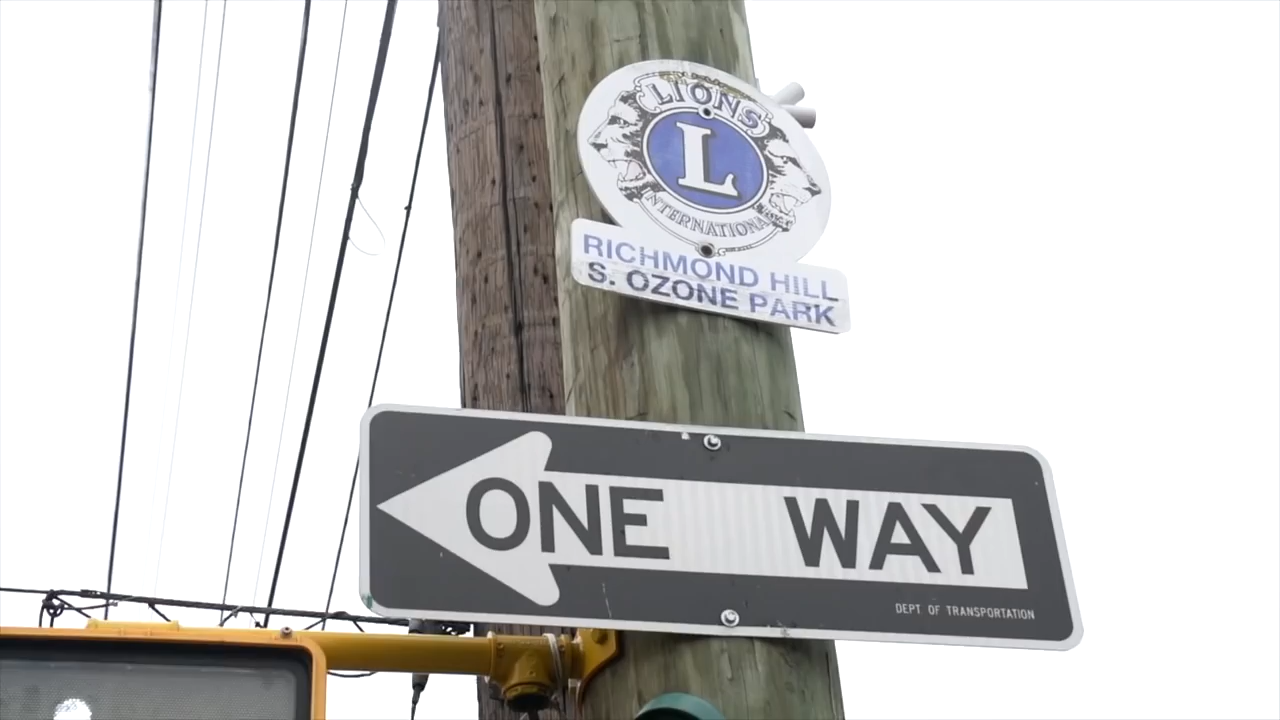 LIONS
L
INTERNATIONAL
RICHMOND HILL
S. OZONE PARK
ONE WAY
DEPT OF TRANSPORTATION